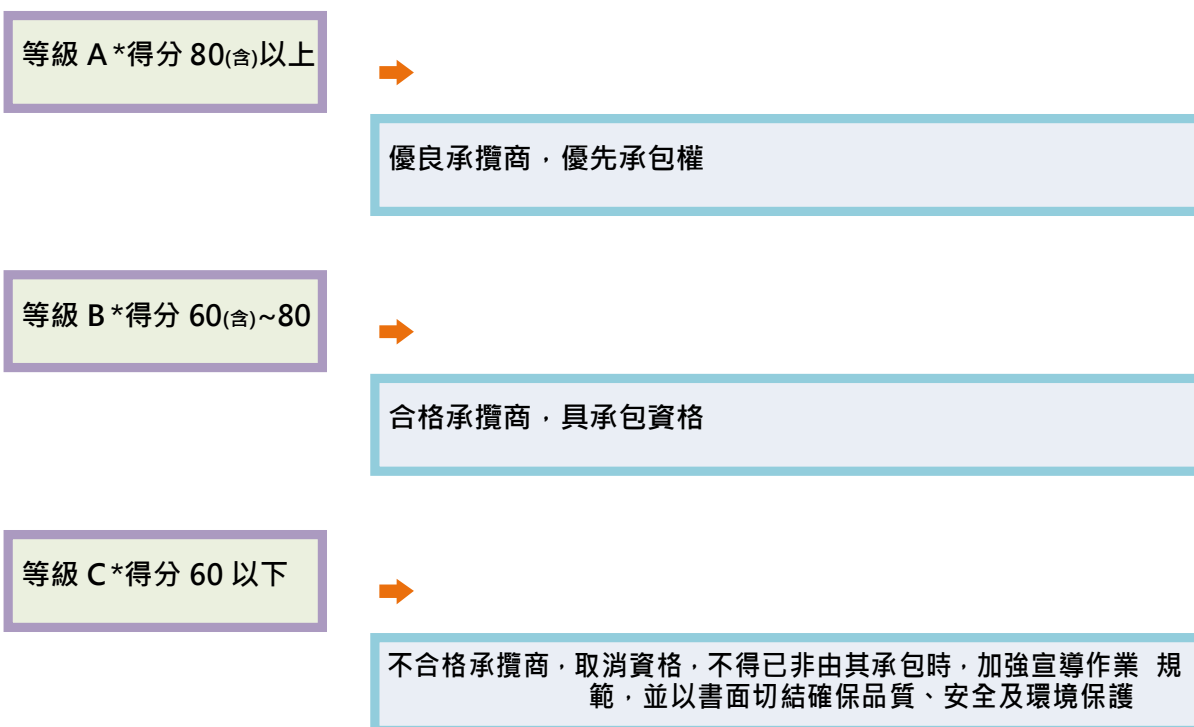 等級 A *得分 80(含)以上
優良承攬商，優先承包權
等級 B *得分 60(含)~80
合格承攬商，具承包資格
等級 C *得分 60 以下
不合格承攬商，取消資格，不得已非由其承包時，加強宣導作業 規
範，並以書面切結確保品質、安全及環境保護